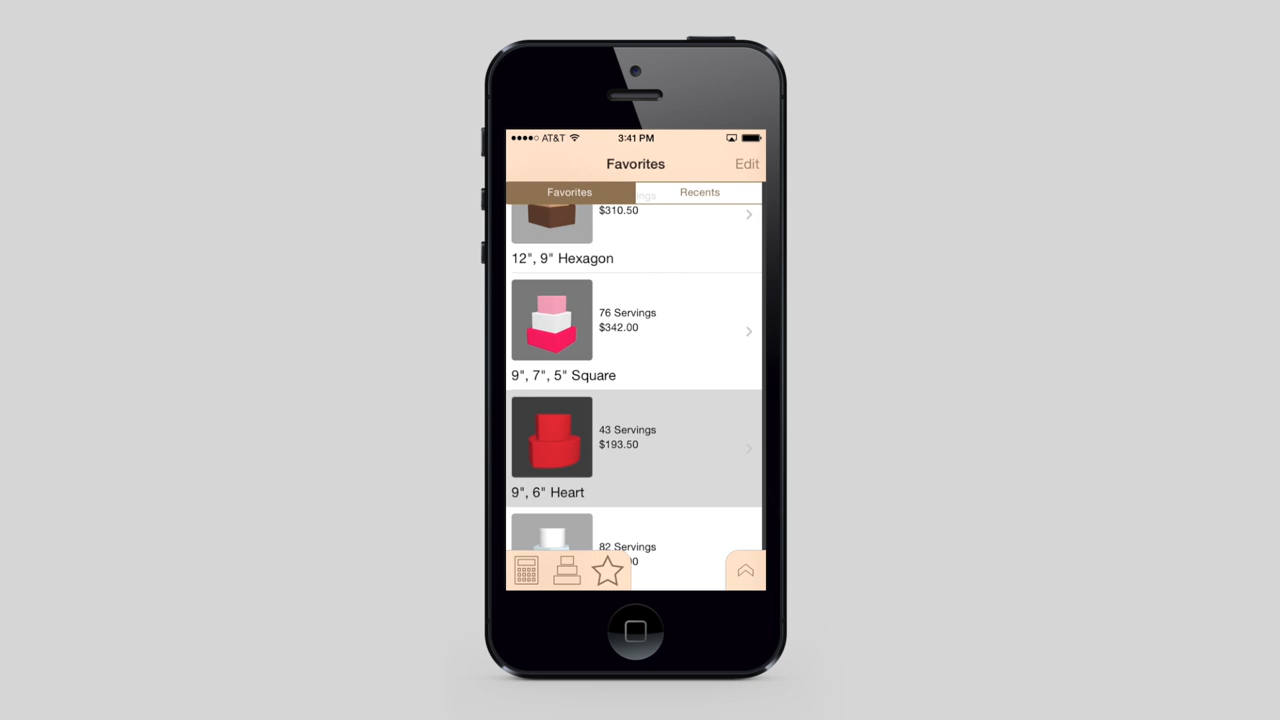 AT&T 3:41 PM
Favorites Edit
Favorites Recents
$310.50
12", 9" Hexagon
76 Servings
$342.00
9", 7", 5" Square
43 Servings
$193.50
9", 6" Heart
82 Servings